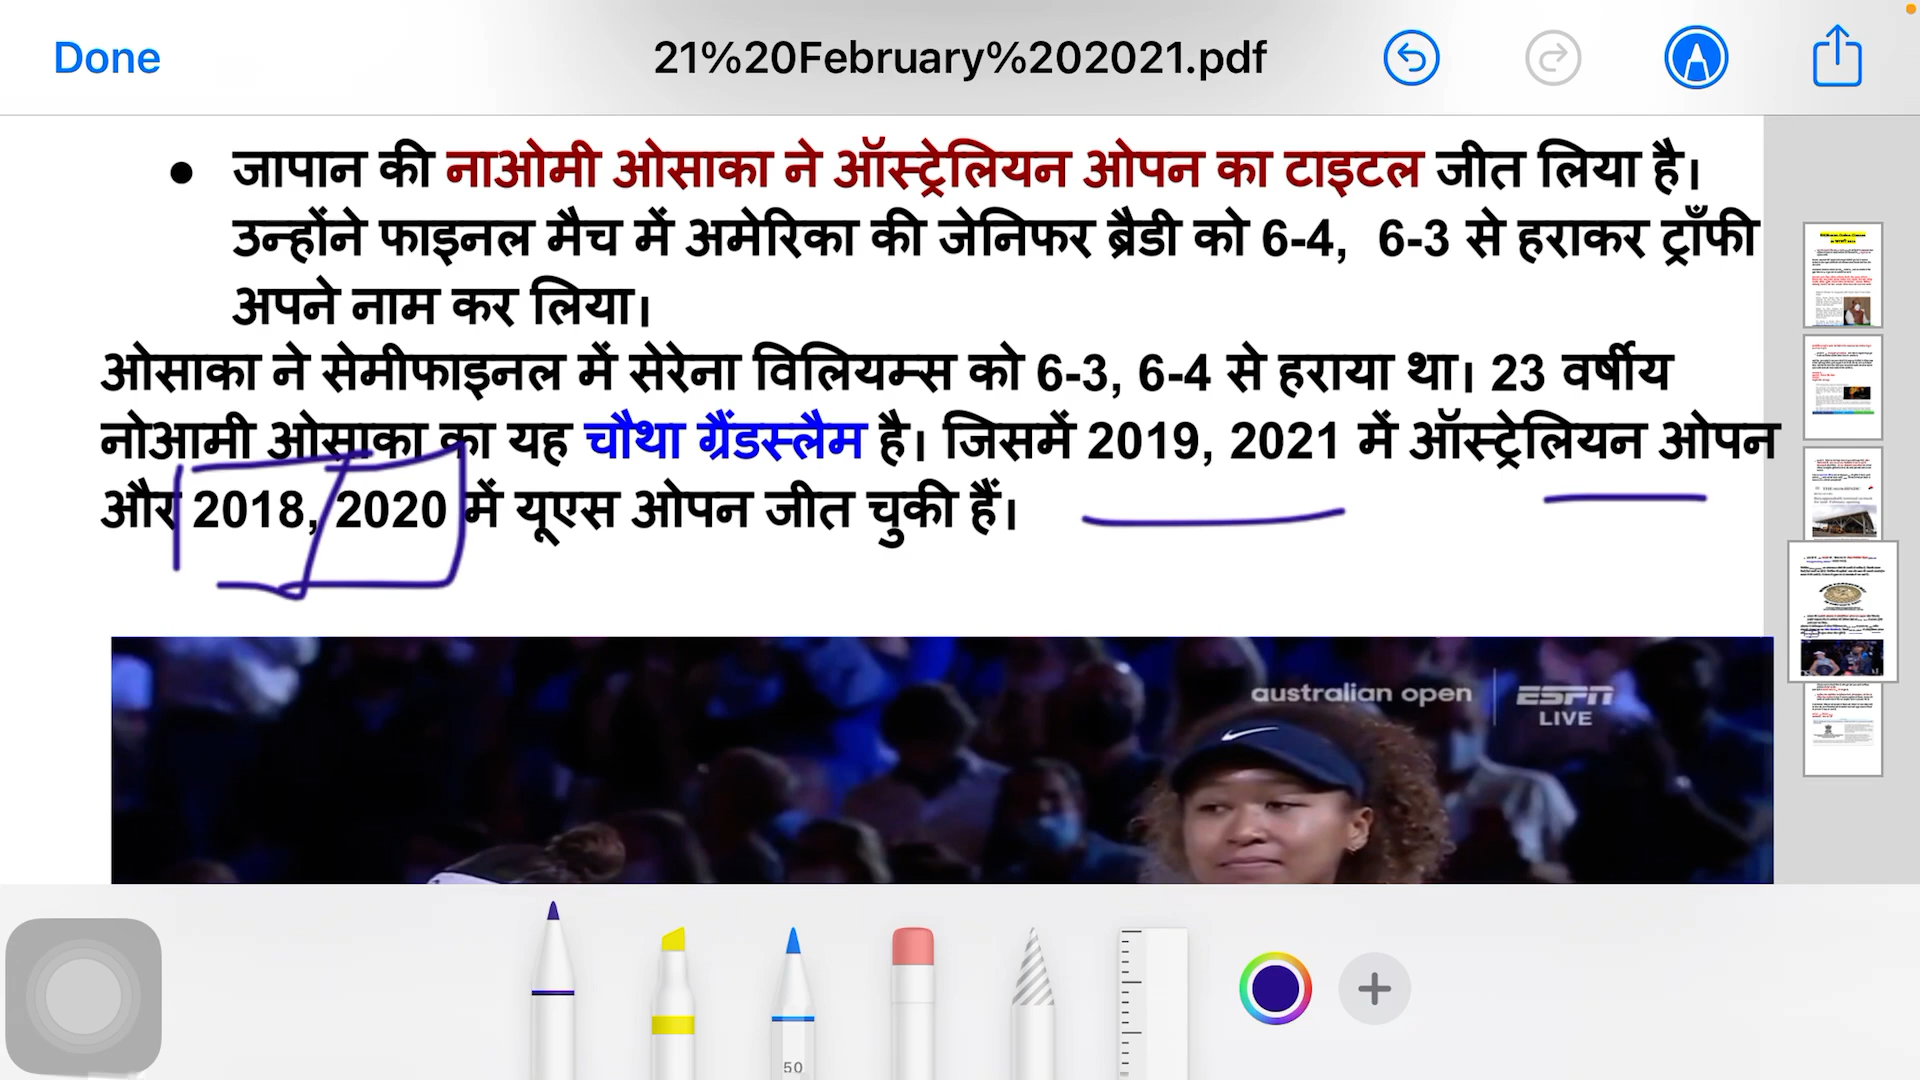 Done
21%20February%202021.pdf
● जापान की नाओमी ओसाका ने ऑस्ट्रेलियन ओपन का टाइटल जीत लिया है।
उन्होंने फाइनल मैच में अमेरिका की जेनिफर ब्रैडी को 6-4, 6-3 से हराकर ट्रॉंफी
अपने नाम कर लिया।
ओसाका ने सेमीफाइनल में सेरेना विलियम्स को 6-3, 6-4 से हराया था। 23 वर्षीय
नोआमी ओसाका का यह चौथा ग्रैंडस्लैम है। जिसमें 2019, 2021 में ऑस्ट्रेलियन ओपन
और 2018, 2020 में यूएस ओपन जीत चुकी हैं।
australian open
ESPN
LIVE
50